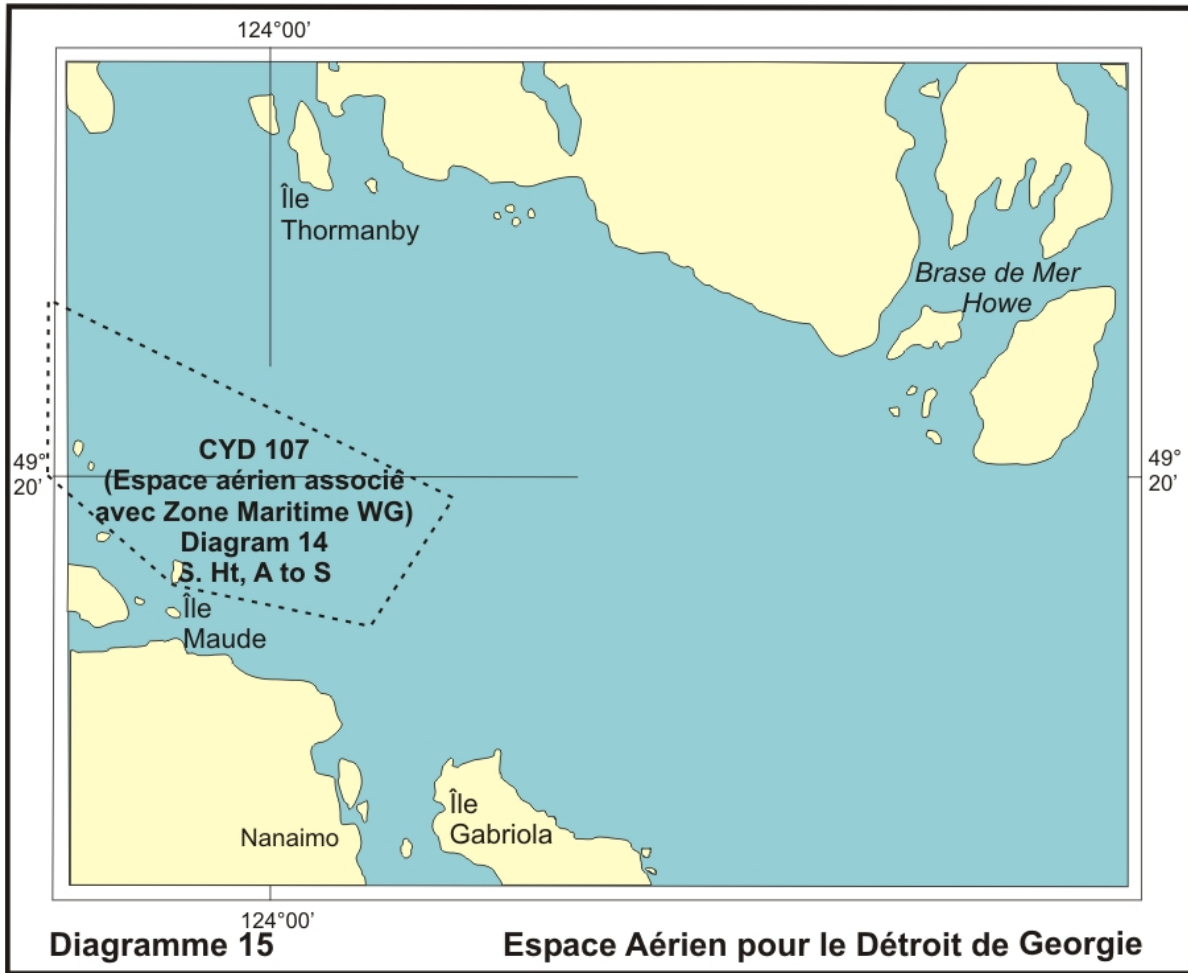 124°00’
Île
Thormanby
Brase de Mer
Howe
CYD 107
(Espace aérien associé
avec Zone Maritime WG)
Diagram 14
S. Ht, A to S
49°
20’
49°
20’
Île
Maude
Île
Gabriola
Nanaimo
124°00’
Diagramme 15
Espace Aérien pour le Détroit de Georgie